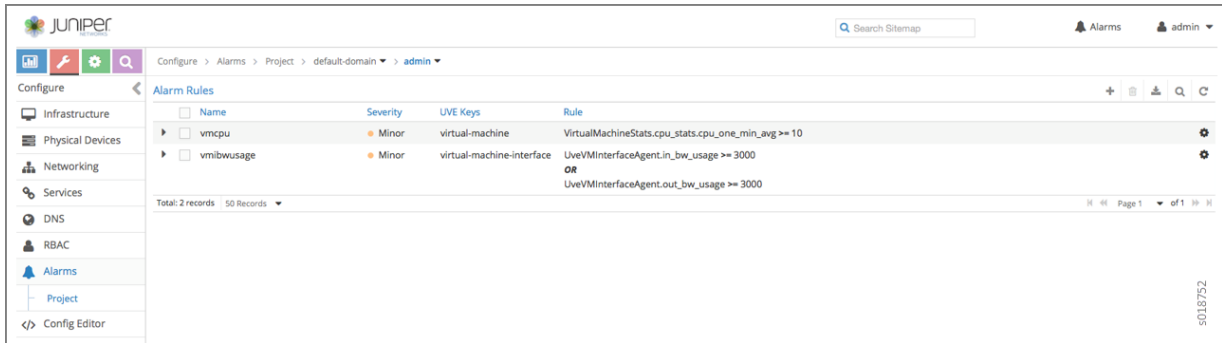 JUNIPER
NETWORKS
Search Sitemap
Alarms
admin
Configure > Alarms > Project > default-domain > admin
Configure
Alarm Rules
Infrastructure
Physical Devices
Networking
Services
DNS
RBAC
Alarms
Project
Config Editor
Name Severity UVE Keys Rule
vmcpu Minor virtual-machine VirtualMachineStats.cpu_stats.cpu_one_min_avg >= 10
vmibwusage Minor virtual-machine-interface UveVMInterfaceAgent.in_bw_usage >= 3000
OR
UveVMInterfaceAgent.out_bw_usage >= 3000
Total: 2 records 50 Records Page 1 of 1
s018752